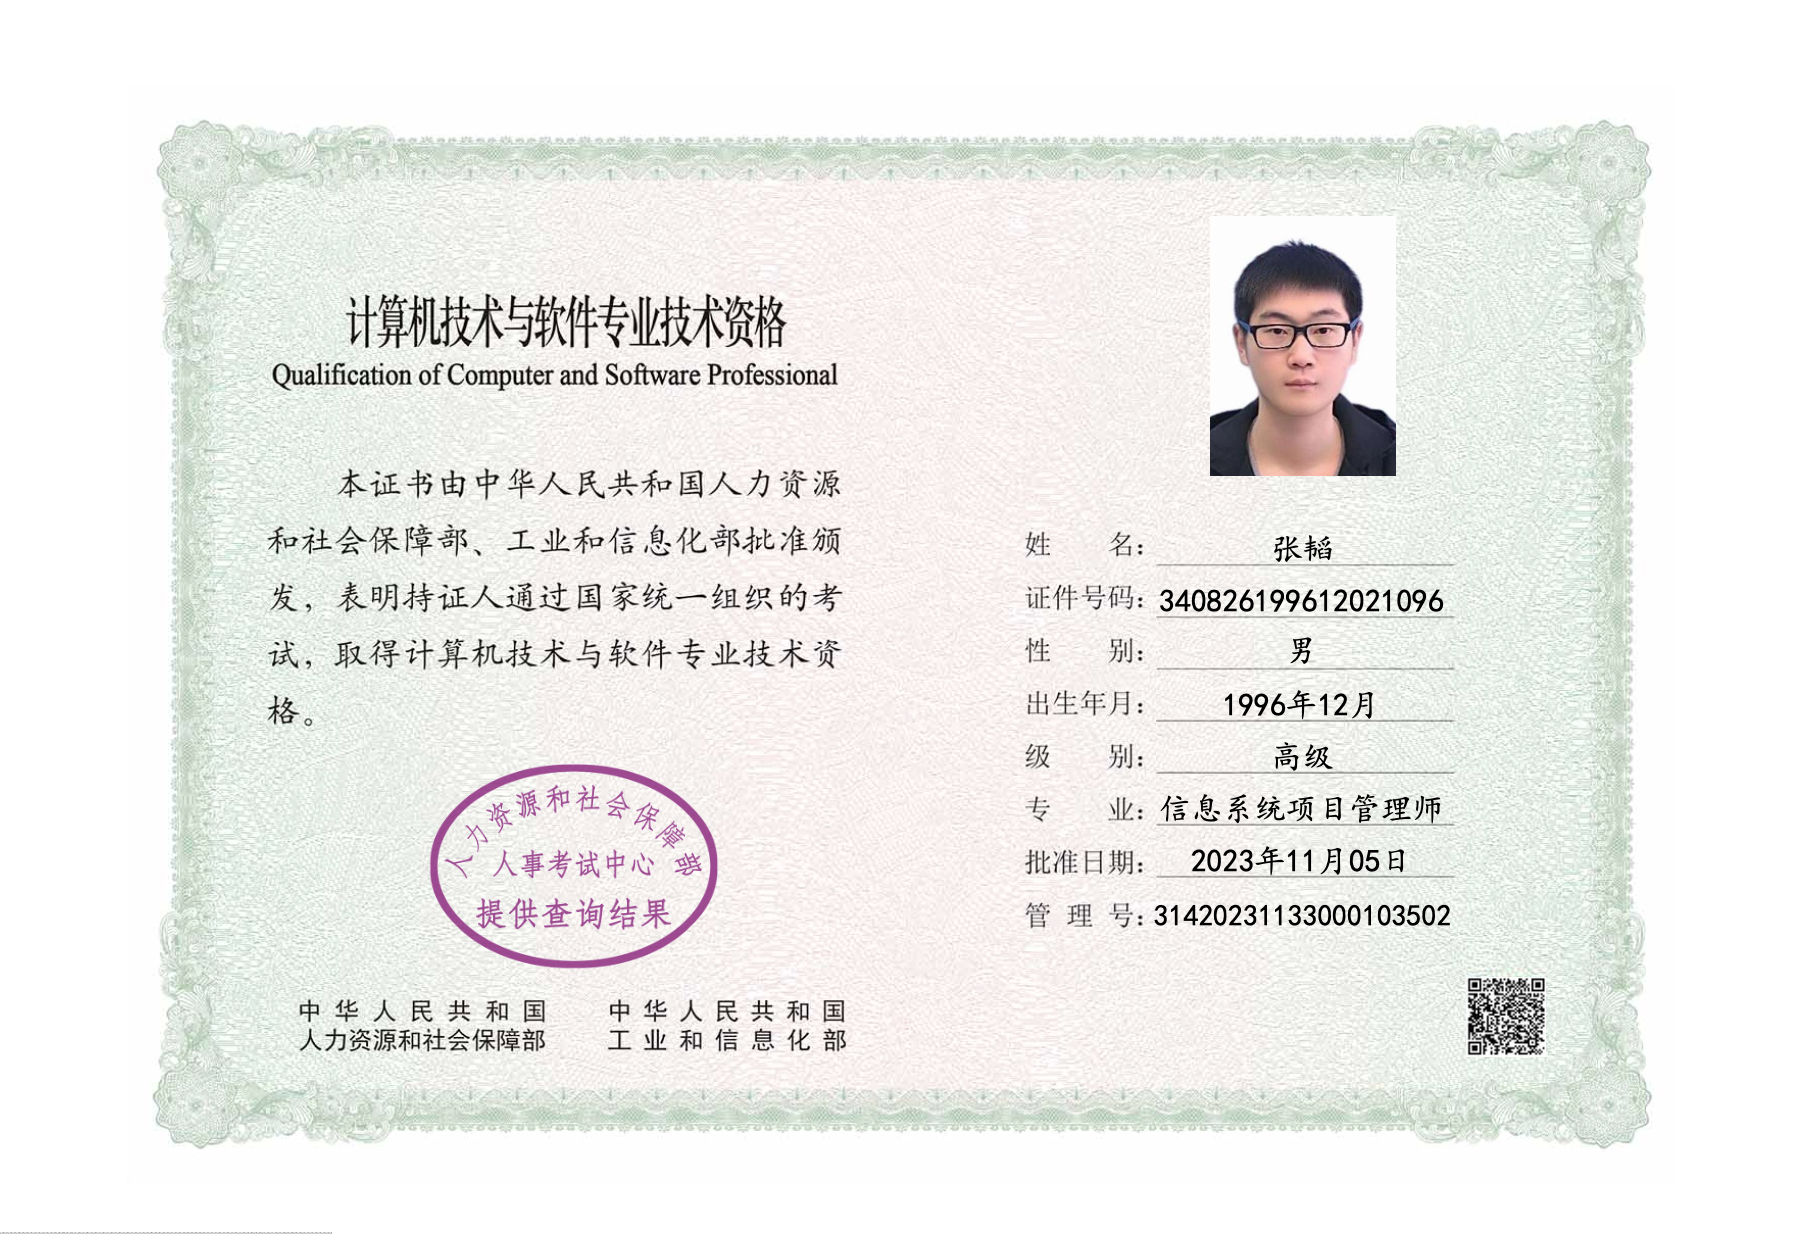 计算机技术与软件专业技术资格
Qualification of Computer and Software Professional
本证书由中华人民共和国人力资源
和社会保障部、工业和信息化部批准颁
发，表明持证人通过国家统一组织的考
试，取得计算机技术与软件专业技术资
格。
人力资源和社会保障部
人事考试中心
提供查询结果
中华人民共和国
人力资源和社会保障部
中华人民共和国
工业和信息化部
姓名：张韬
证件号码：340826199612021096
性别：男
出生年月：1996年12月
级别：高级
专业：信息系统项目管理师
批准日期：2023年11月05日
管理号：31420231133000103502